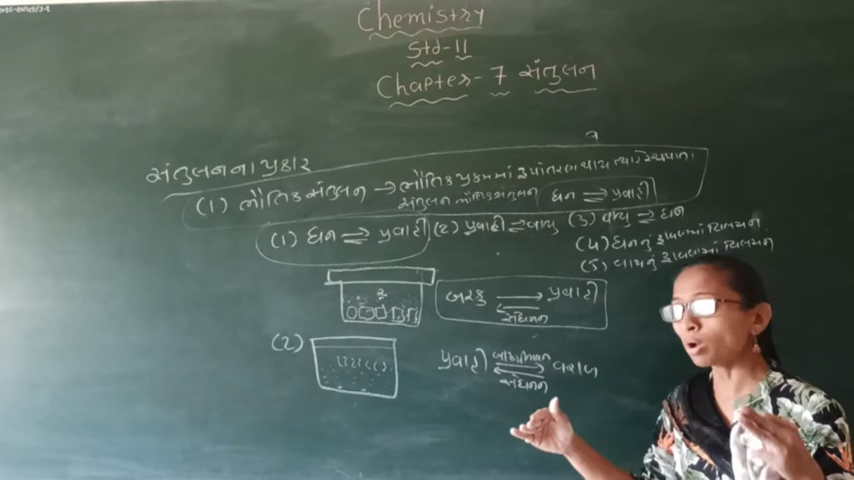 Chemistry
Std-11
Chapter-7 સંતુલન
સંતુલનના પ્રકાર
(1) ભૌતિક સંતુલન → ભૌતિક પ્રક્રમમાં રૂપાંતરણ થાય ત્યારે સ્થપાતા
સંતુલન ભૌતિક સંતુલન ઘન ⇌ પ્રવાહી
(1) ઘન ⇌ પ્રવાહી (2) પ્રવાહી ⇌ વાયુ (3) વાયુ ⇌ ઘન
(4) ઘનનું દ્રાવણમાં વિલયન
(5) વાયુનું દ્રાવણમાં વિલયન
બરફ ⇌ પ્રવાહી
(2)
પ્રવાહી ⇌ વરાળ
સંઘનન